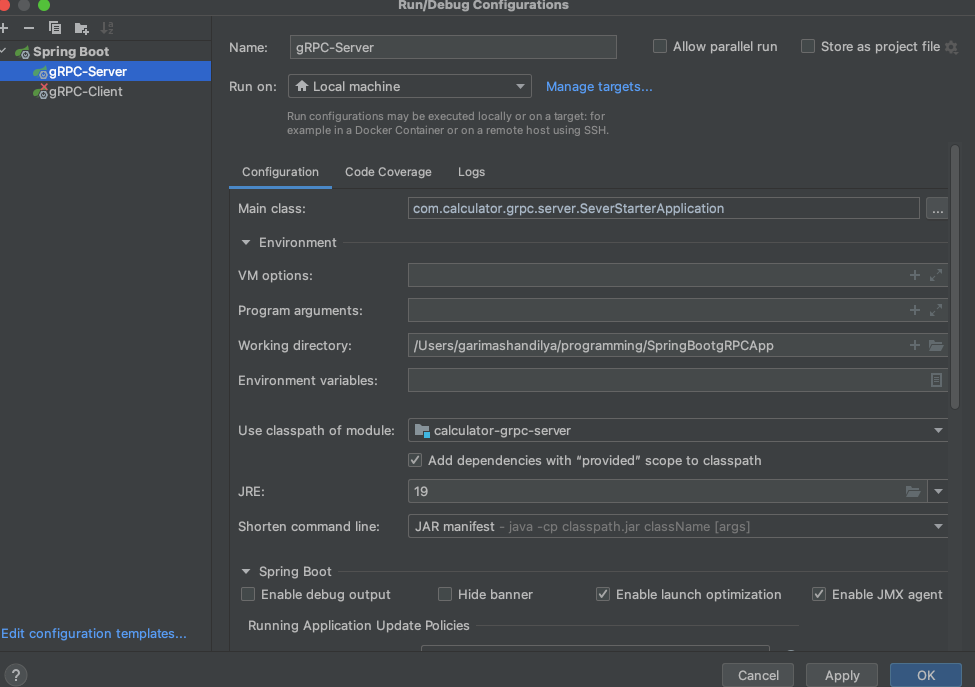 Run/Debug Configurations
Spring Boot
gRPC-Server
gRPC-Client
Name:
gRPC-Server
Allow parallel run
Store as project file
Run on:
Local machine
Manage targets...
Run configurations may be executed locally or on a target: for
example in a Docker Container or on a remote host using SSH.
Configuration
Code Coverage
Logs
Main class:
com.calculator.grpc.server.SeverStarterApplication
...
Environment
VM options:
Program arguments:
Working directory:
/Users/garimashandilya/programming/SpringBootgRPCApp
Environment variables:
Use classpath of module:
calculator-grpc-server
Add dependencies with “provided” scope to classpath
JRE:
19
Shorten command line:
JAR manifest - java -cp classpath.jar className [args]
Spring Boot
Enable debug output
Hide banner
Enable launch optimization
Enable JMX agent
Running Application Update Policies
Edit configuration templates...
?
Cancel
Apply
OK